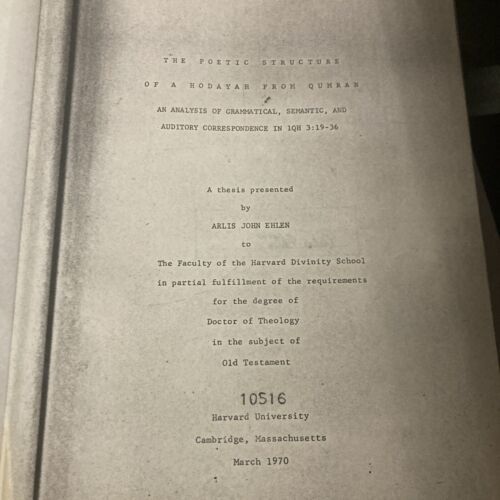 THE POETIC STRUCTURE
OF A HODAYAH FROM QUMRAN
AN ANALYSIS OF GRAMMATICAL, SEMANTIC, AND
AUDITORY CORRESPONDENCE IN 1QH 3:19-36
A thesis presented
by
ARLIS JOHN EHLEN
to
The Faculty of the Harvard Divinity School
in partial fulfillment of the requirements
for the degree of
Doctor of Theology
in the subject of
Old Testament
10516
Harvard University
Cambridge, Massachusetts
March 1970